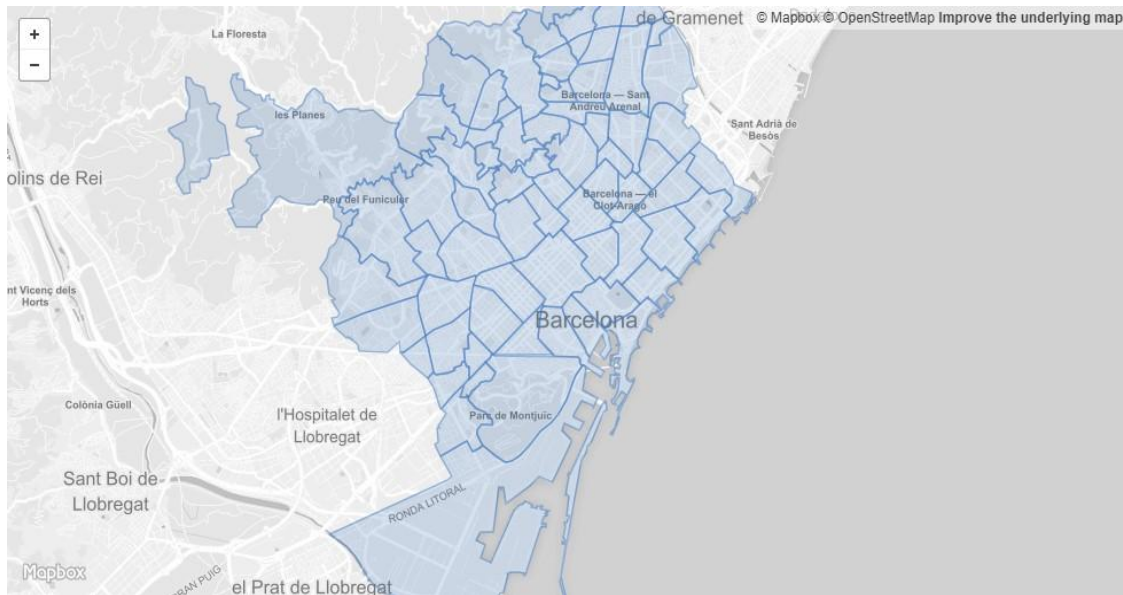 +
−
de Gramenet
© Mapbox © OpenStreetMap Improve the underlying map
La Floresta
Barcelona — Sant
Andreu Arenal
les Planes
Sant Adrià de
Besòs
olins de Rei
Peu del Funicular
Barcelona — el
Clot-Aragó
nt Vicenç dels
Horts
Barcelona
Colònia Güell
l'Hospitalet de
Llobregat
Parc de Montjuïc
Sant Boi de
Llobregat
RONDA LITORAL
Mapbox
BRAN PUIG
el Prat de Llobregat